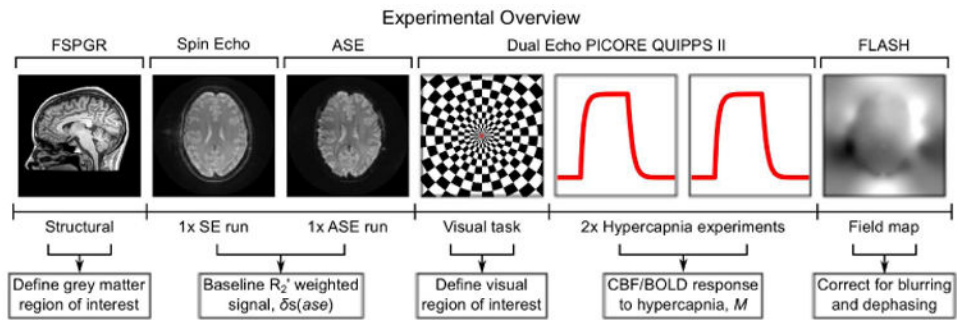 Experimental Overview
FSPGR Spin Echo ASE Dual Echo PICORE QUIPPS II FLASH
Structural 1x SE run 1x ASE run Visual task 2x Hypercapnia experiments Field map
Define grey matter
region of interest
Baseline R2' weighted
signal, δs(ase)
Define visual
region of interest
CBF/BOLD response
to hypercapnia, M
Correct for blurring
and dephasing